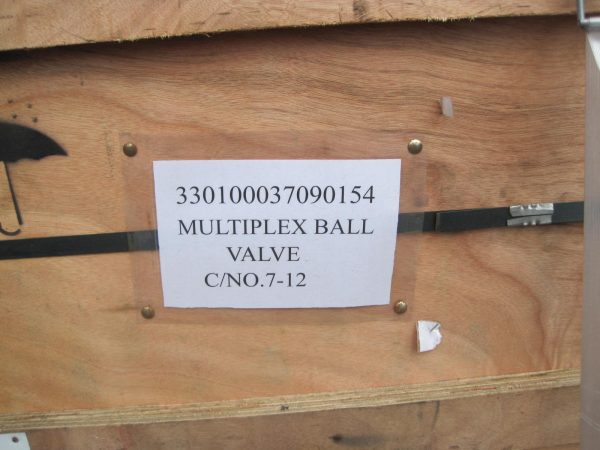 330100037090154
MULTIPLEX BALL
VALVE
C/NO.7-12